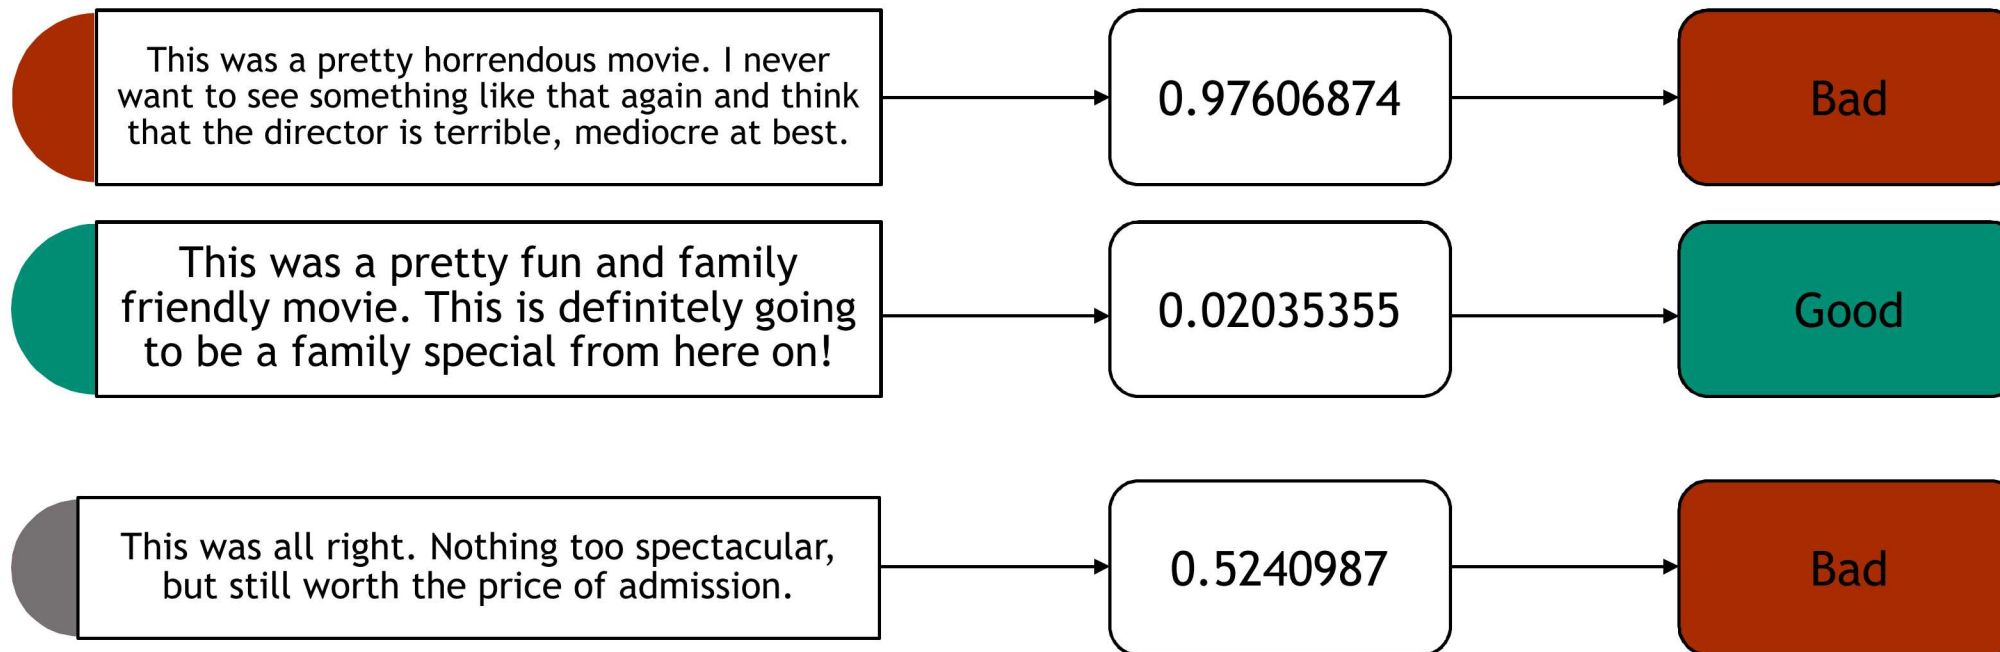 This was a pretty horrendous movie. I never
want to see something like that again and think
that the director is terrible, mediocre at best.
0.97606874
Bad
This was a pretty fun and family
friendly movie. This is definitely going
to be a family special from here on!
0.02035355
Good
This was all right. Nothing too spectacular,
but still worth the price of admission.
0.5240987
Bad